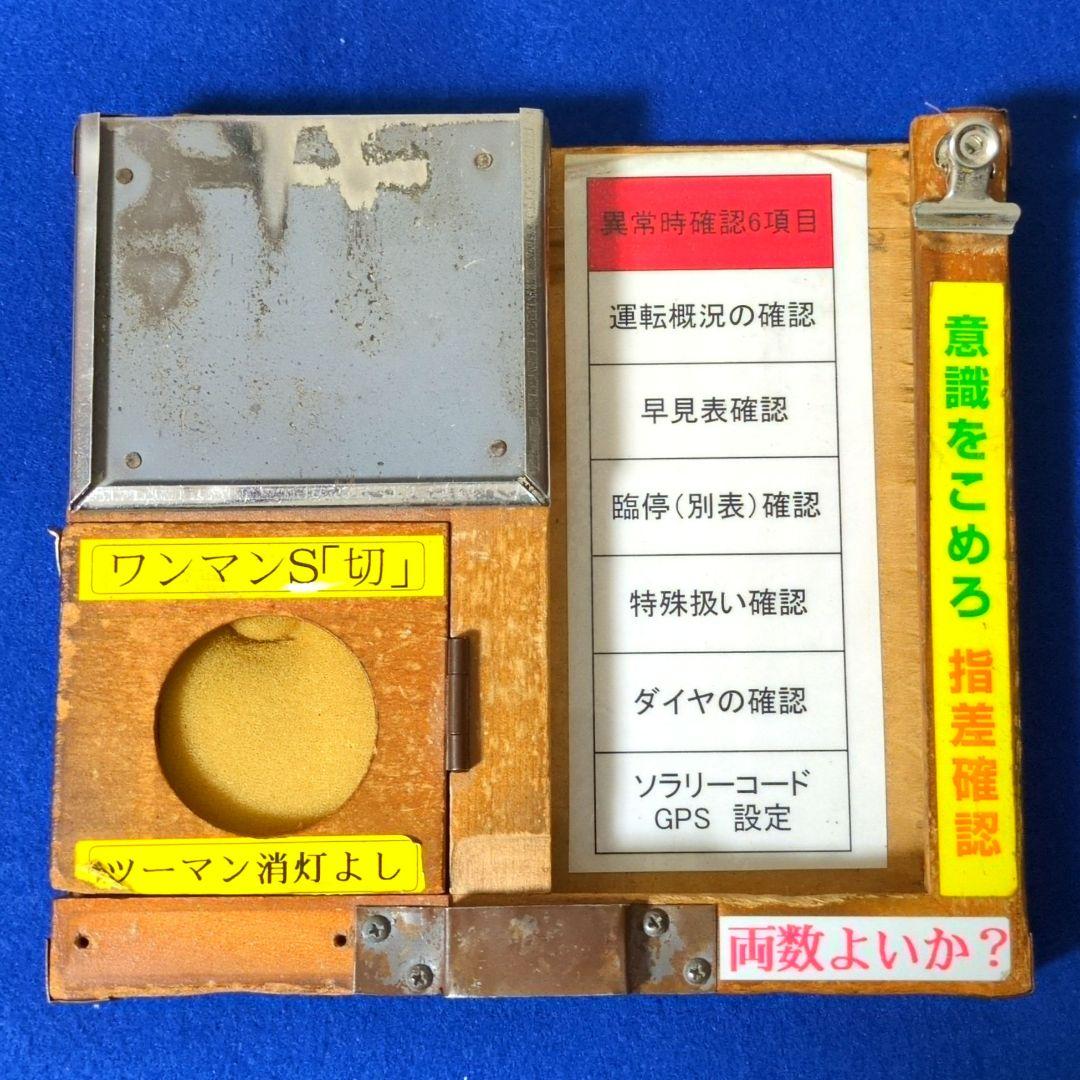 異常時確認6項目
運転概況の確認
早見表確認
臨停(別表)確認
特殊扱い確認
ダイヤの確認
ソラリーコード
GPS 設定
ワンマンS「切」
ツーマン消灯よし
意識をこめろ 指差確認
両数よいか?